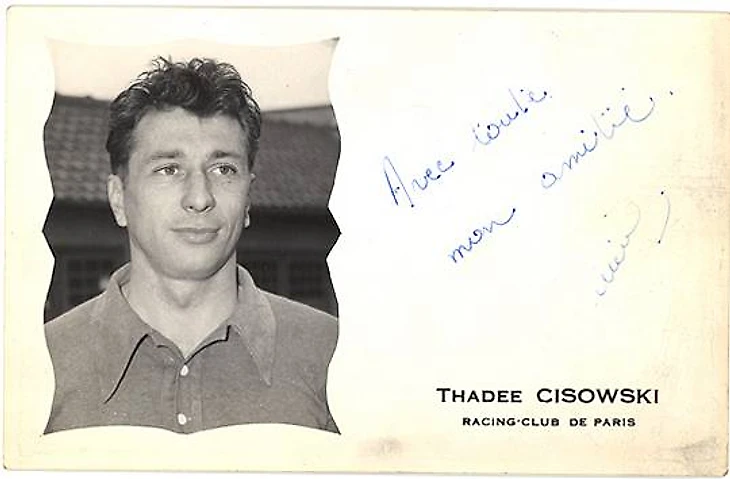 Avec toute
mon amitié.
THADEE CISOWSKI
RACING-CLUB DE PARIS